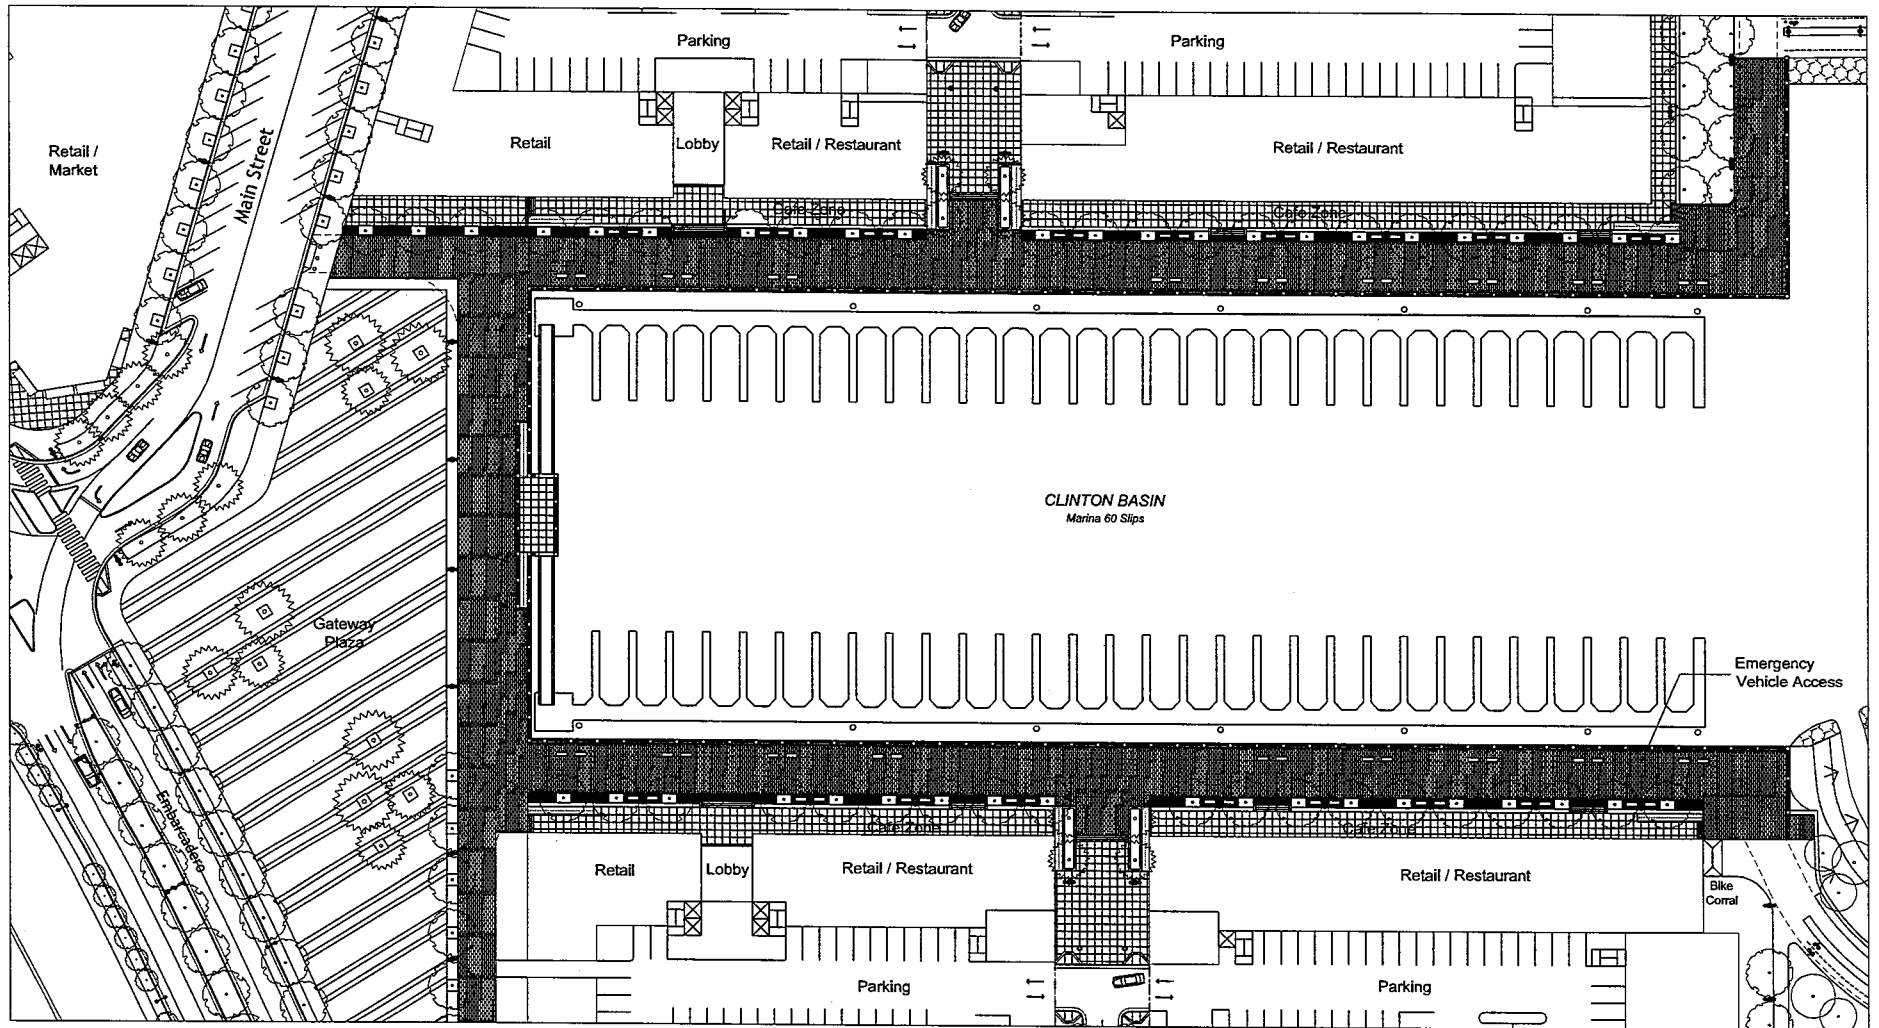 Parking
Parking
Main Street
Retail /
Market
Retail
Lobby
Retail / Restaurant
Retail / Restaurant
Cafe Zone
Cafe Zone
CLINTON BASIN
Marina 60 Slips
Gateway
Plaza
Emergency
Vehicle Access
Embarcadero
Cafe Zone
Cafe Zone
Retail
Lobby
Retail / Restaurant
Retail / Restaurant
Bike
Corral
Parking
Parking